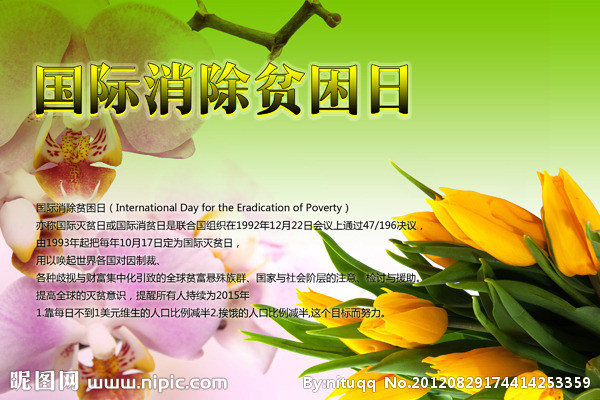 国际消除贫困日
国际消除贫困日（International Day for the Eradication of Poverty）
亦称国际灭贫日或国际消贫日是联合国组织在1992年12月22日会议上通过47/196决议，
由1993年起把每年10月17日定为国际灭贫日，
用以唤起世界各国对因制裁、
各种歧视与财富集中化引致的全球贫富悬殊族群、国家与社会阶层的注意、检讨与援助。
提高全球的灭贫意识，提醒所有人持续为2015年
1.靠每日不到1美元维生的人口比例减半2.挨饿的人口比例减半,这个目标而努力。
昵图网 www.nipic.com
By:nituqq No.20120829174414253359